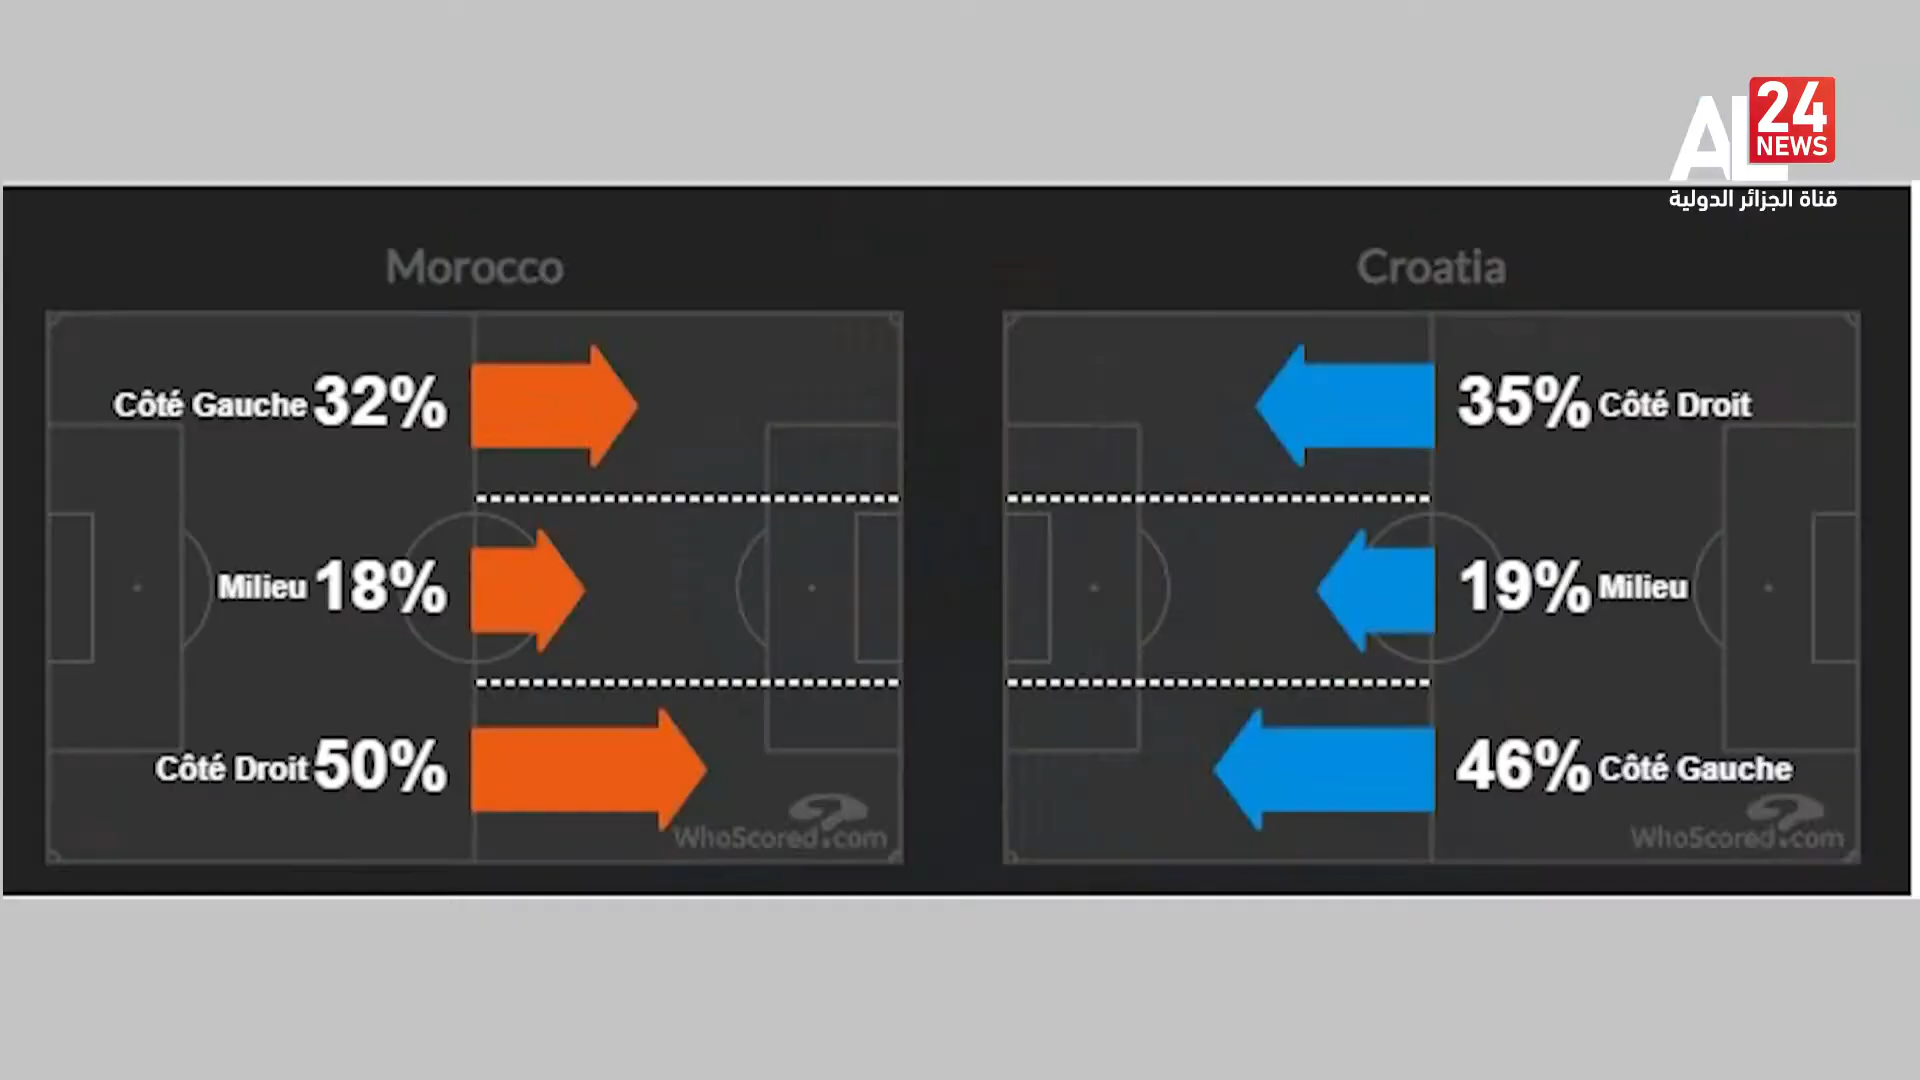 AL 24 NEWS
قناة الجزائر الدولية
Morocco
Côté Gauche 32%
Milieu 18%
Côté Droit 50%
WhoScored.com
Croatia
35% Côté Droit
19% Milieu
46% Côté Gauche
WhoScored.com